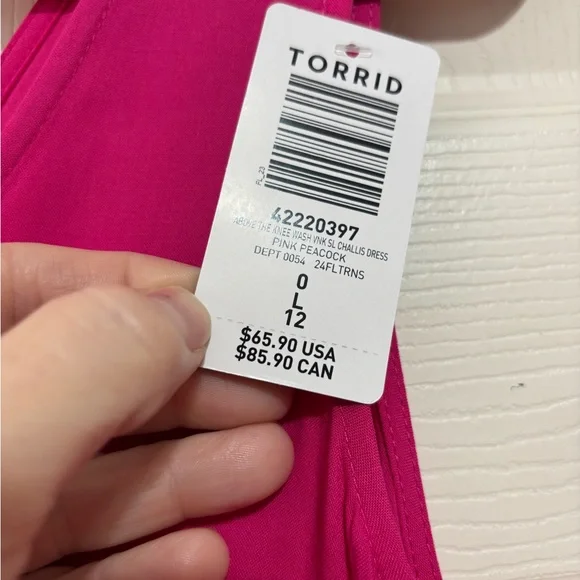 TORRID
FL_23
42220397
ABOVE THE KNEE WASH VNK SL CHALLIS DRESS
PINK PEACOCK
DEPT 0054 24FLTRNS
0
L
12
$65.90 USA
$85.90 CAN